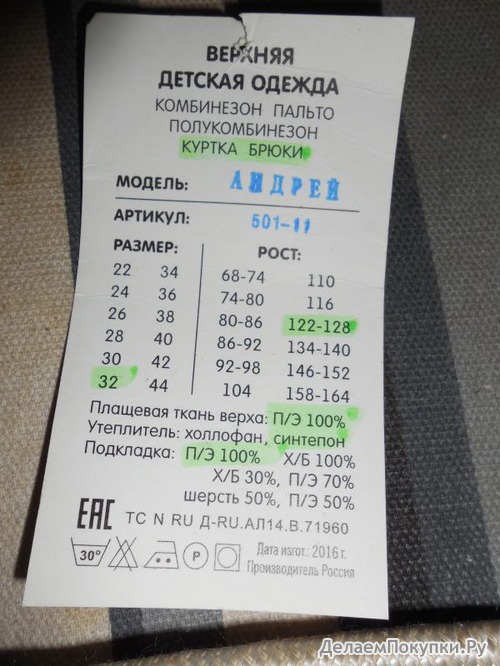 ВЕРХНЯЯ
ДЕТСКАЯ ОДЕЖДА
КОМБИНЕЗОН ПАЛЬТО
ПОЛУКОМБИНЕЗОН
КУРТКА БРЮКИ
МОДЕЛЬ: АНДРЕЙ
АРТИКУЛ: 501-11
РАЗМЕР: РОСТ:
22 34 68-74 110
24 36 74-80 116
26 38 80-86 122-128
28 40 86-92 134-140
30 42 92-98 146-152
32 44 104 158-164
Плащевая ткань верха: П/Э 100%
Утеплитель: холлофан, синтепон
Подкладка: П/Э 100% Х/Б 100%
Х/Б 30%, П/Э 70%
шерсть 50%, П/Э 50%
ЕАС ТС N RU Д-RU.АЛ14.В.71960
30° Р Дата изгот.: 2016 г.
Производитель Россия
ДелаемПокупки.Ру